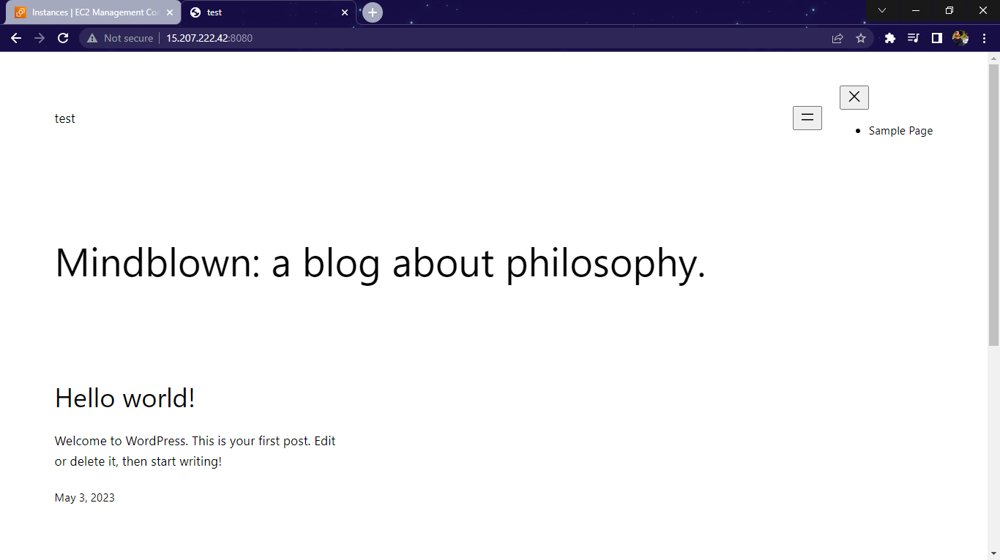 Instances | EC2 Management Con
test
Not secure
15.207.222.42:8080
test
Sample Page
Mindblown: a blog about philosophy.
Hello world!
Welcome to WordPress. This is your first post. Edit
or delete it, then start writing!
May 3, 2023